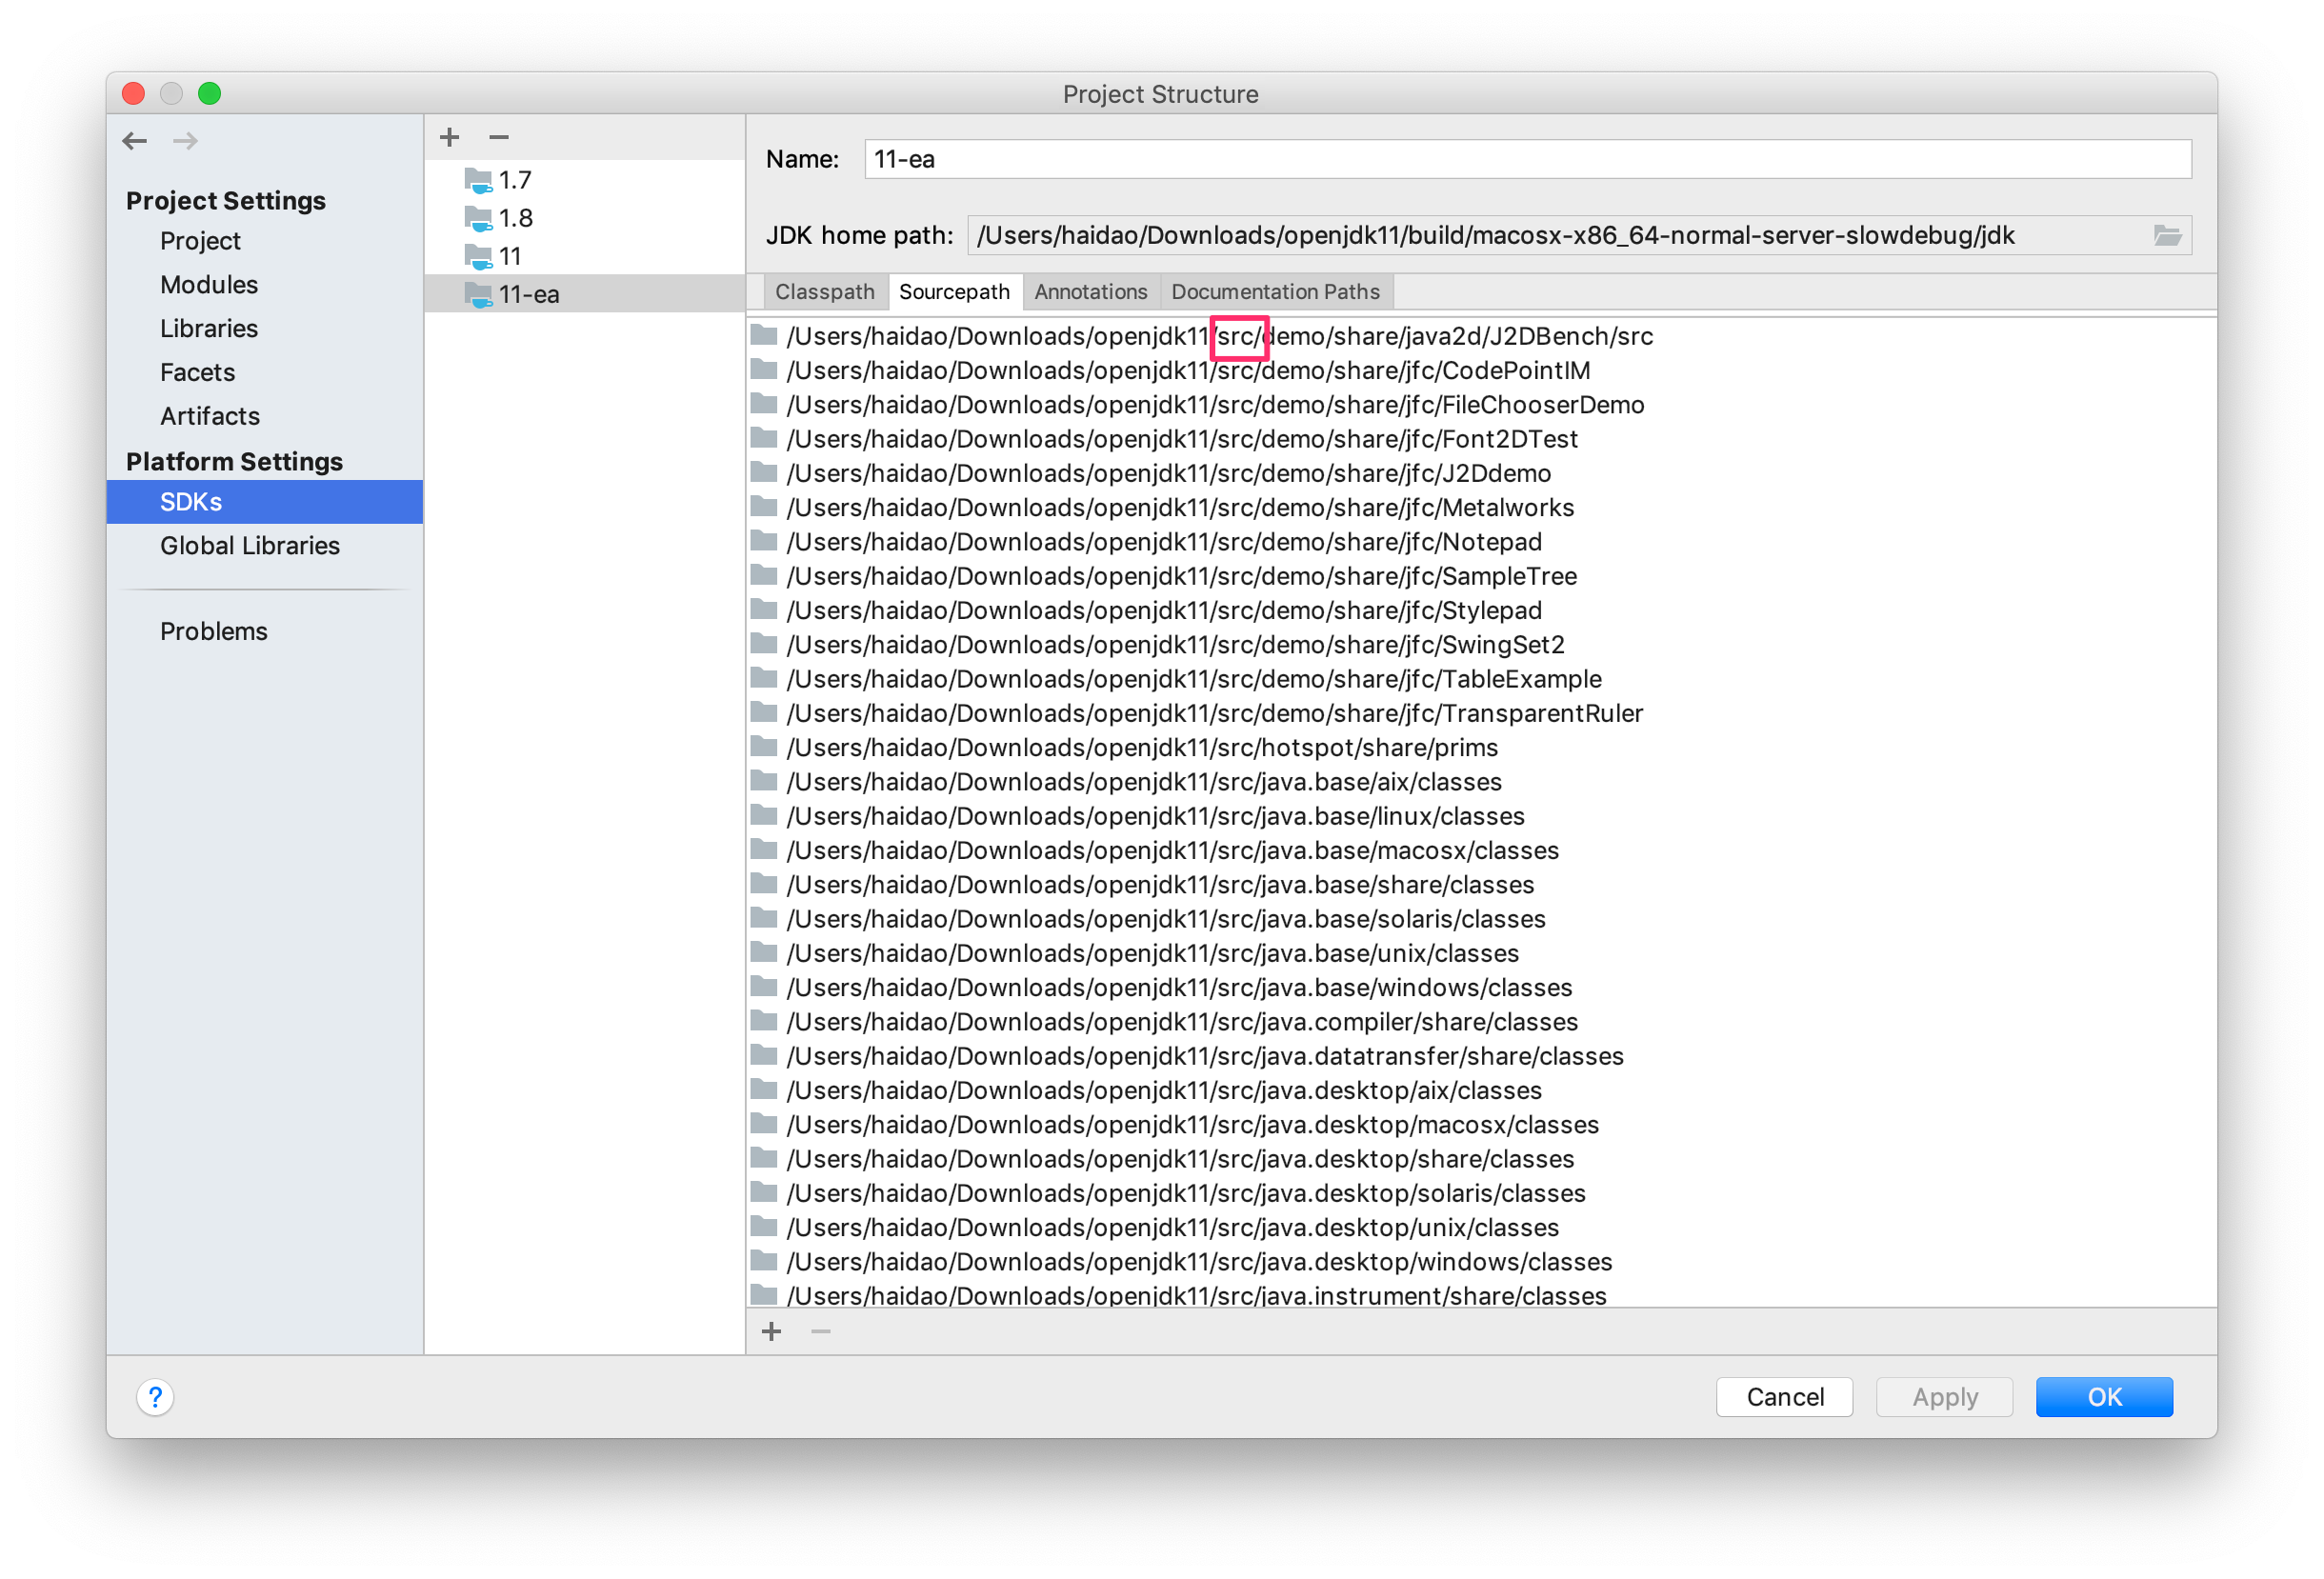 Project Structure
Project Settings
Project
Modules
Libraries
Facets
Artifacts
Platform Settings
SDKs
Global Libraries
Problems
1.7
1.8
11
11-ea
Name: 11-ea
JDK home path: /Users/haidao/Downloads/openjdk11/build/macosx-x86_64-normal-server-slowdebug/jdk
Classpath Sourcepath Annotations Documentation Paths
/Users/haidao/Downloads/openjdk11/src/demo/share/java2d/J2DBench/src
/Users/haidao/Downloads/openjdk11/src/demo/share/jfc/CodePointIM
/Users/haidao/Downloads/openjdk11/src/demo/share/jfc/FileChooserDemo
/Users/haidao/Downloads/openjdk11/src/demo/share/jfc/Font2DTest
/Users/haidao/Downloads/openjdk11/src/demo/share/jfc/J2Ddemo
/Users/haidao/Downloads/openjdk11/src/demo/share/jfc/Metalworks
/Users/haidao/Downloads/openjdk11/src/demo/share/jfc/Notepad
/Users/haidao/Downloads/openjdk11/src/demo/share/jfc/SampleTree
/Users/haidao/Downloads/openjdk11/src/demo/share/jfc/Stylepad
/Users/haidao/Downloads/openjdk11/src/demo/share/jfc/SwingSet2
/Users/haidao/Downloads/openjdk11/src/demo/share/jfc/TableExample
/Users/haidao/Downloads/openjdk11/src/demo/share/jfc/TransparentRuler
/Users/haidao/Downloads/openjdk11/src/hotspot/share/prims
/Users/haidao/Downloads/openjdk11/src/java.base/aix/classes
/Users/haidao/Downloads/openjdk11/src/java.base/linux/classes
/Users/haidao/Downloads/openjdk11/src/java.base/macosx/classes
/Users/haidao/Downloads/openjdk11/src/java.base/share/classes
/Users/haidao/Downloads/openjdk11/src/java.base/solaris/classes
/Users/haidao/Downloads/openjdk11/src/java.base/unix/classes
/Users/haidao/Downloads/openjdk11/src/java.base/windows/classes
/Users/haidao/Downloads/openjdk11/src/java.compiler/share/classes
/Users/haidao/Downloads/openjdk11/src/java.datatransfer/share/classes
/Users/haidao/Downloads/openjdk11/src/java.desktop/aix/classes
/Users/haidao/Downloads/openjdk11/src/java.desktop/macosx/classes
/Users/haidao/Downloads/openjdk11/src/java.desktop/share/classes
/Users/haidao/Downloads/openjdk11/src/java.desktop/solaris/classes
/Users/haidao/Downloads/openjdk11/src/java.desktop/unix/classes
/Users/haidao/Downloads/openjdk11/src/java.desktop/windows/classes
/Users/haidao/Downloads/openjdk11/src/java.instrument/share/classes
? Cancel Apply OK